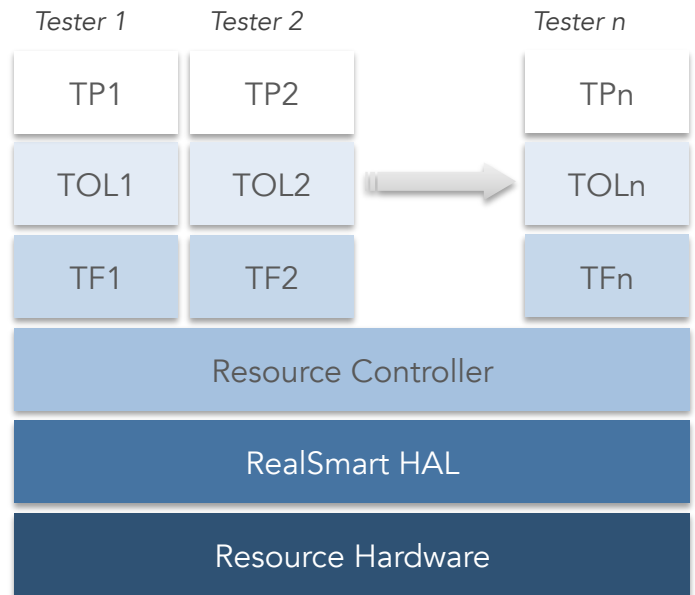 Tester 1 Tester 2 Tester n
TP1 TP2 TPn
TOL1 TOL2 TOLn
TF1 TF2 TFn
Resource Controller
RealSmart HAL
Resource Hardware